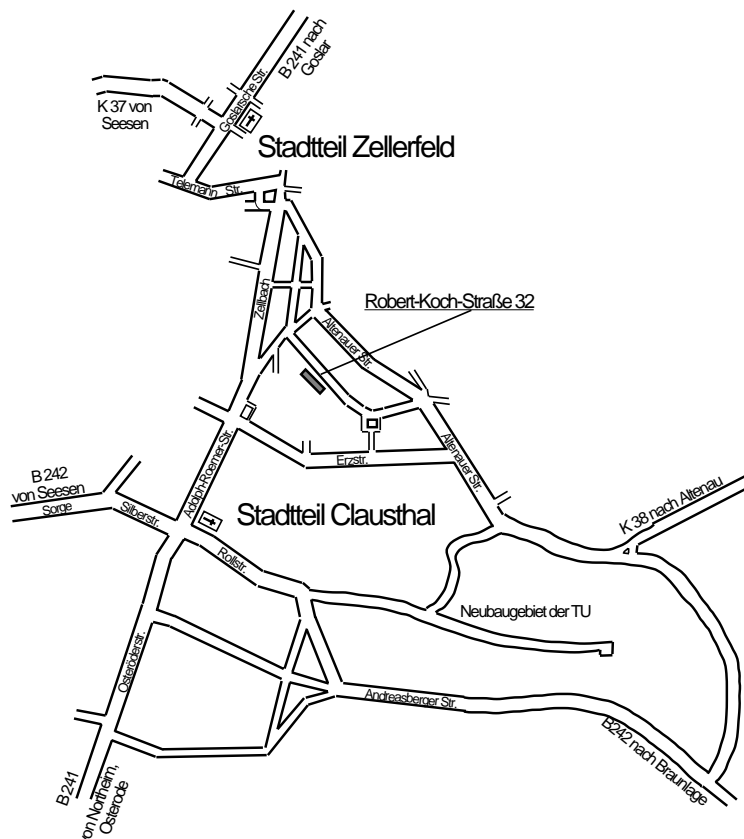 B 241 nach
Goslar
Goslarsche Str.
K 37 von
Seesen
Stadtteil Zellerfeld
Telemann Str.
Zellbach
Robert-Koch-Straße 32
Altenauer Str.
Adolph-Roemer-Str.
Erzstr.
Altenauer Str.
B 242
von Seesen
Sorge
Silberstr.
Stadtteil Clausthal
K 38 nach Altenau
Rollstr.
Neubaugebiet der TU
Osteröderstr.
Andreasberger Str.
B242 nach Braunlage
B 241
von Northeim,
Osterode